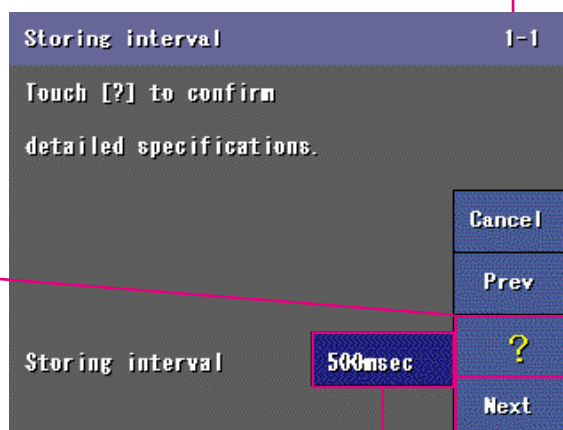 Storing interval 1-1
Touch [?] to confirm
detailed specifications.
Cancel
Prev
?
Storing interval 500msec
Next